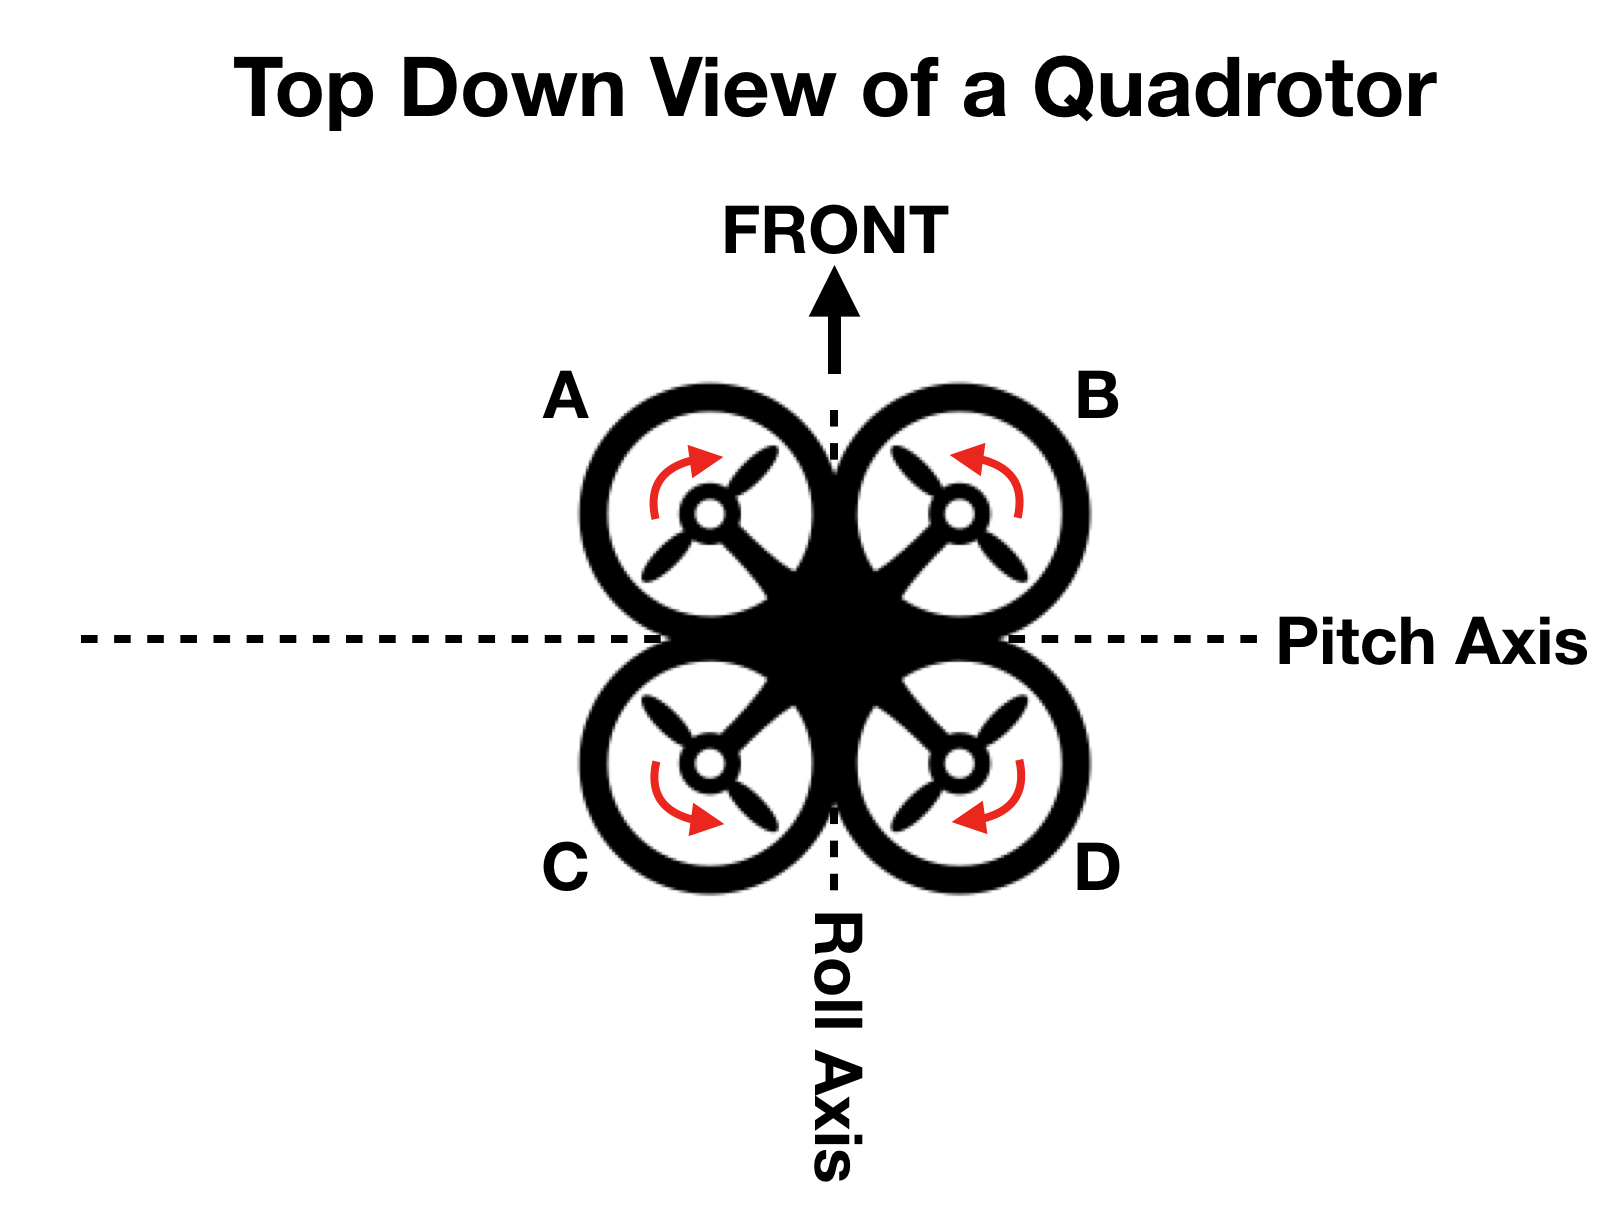 Top Down View of a Quadrotor
FRONT
A
B
Pitch Axis
C
D
Roll Axis